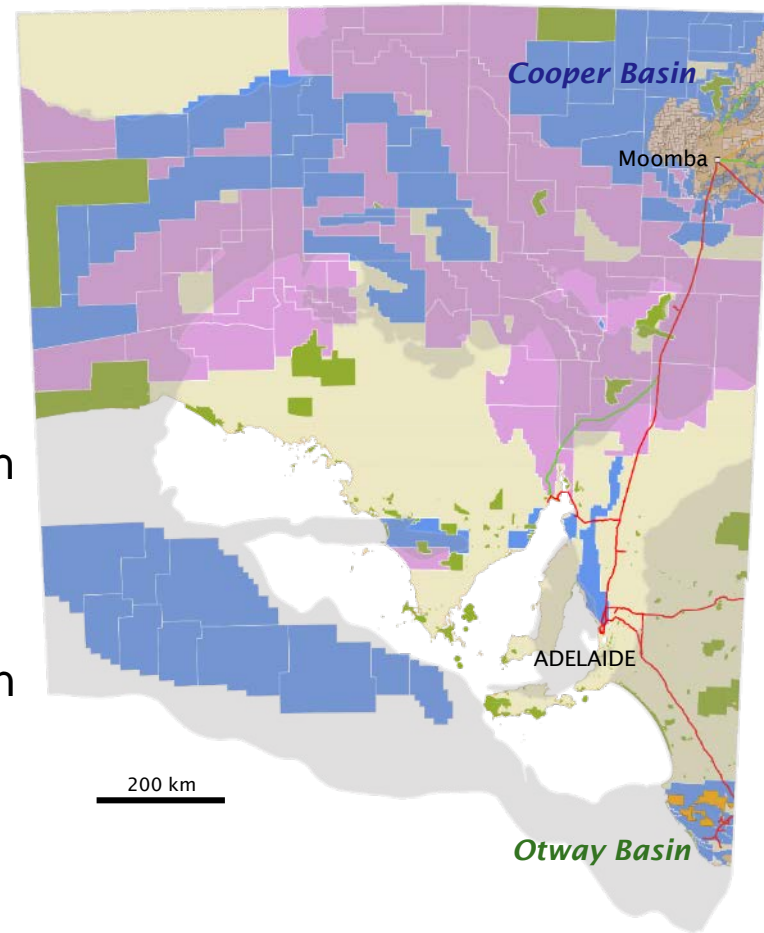 Cooper Basin
Moomba
n
n
ADELAIDE
200 km
Otway Basin